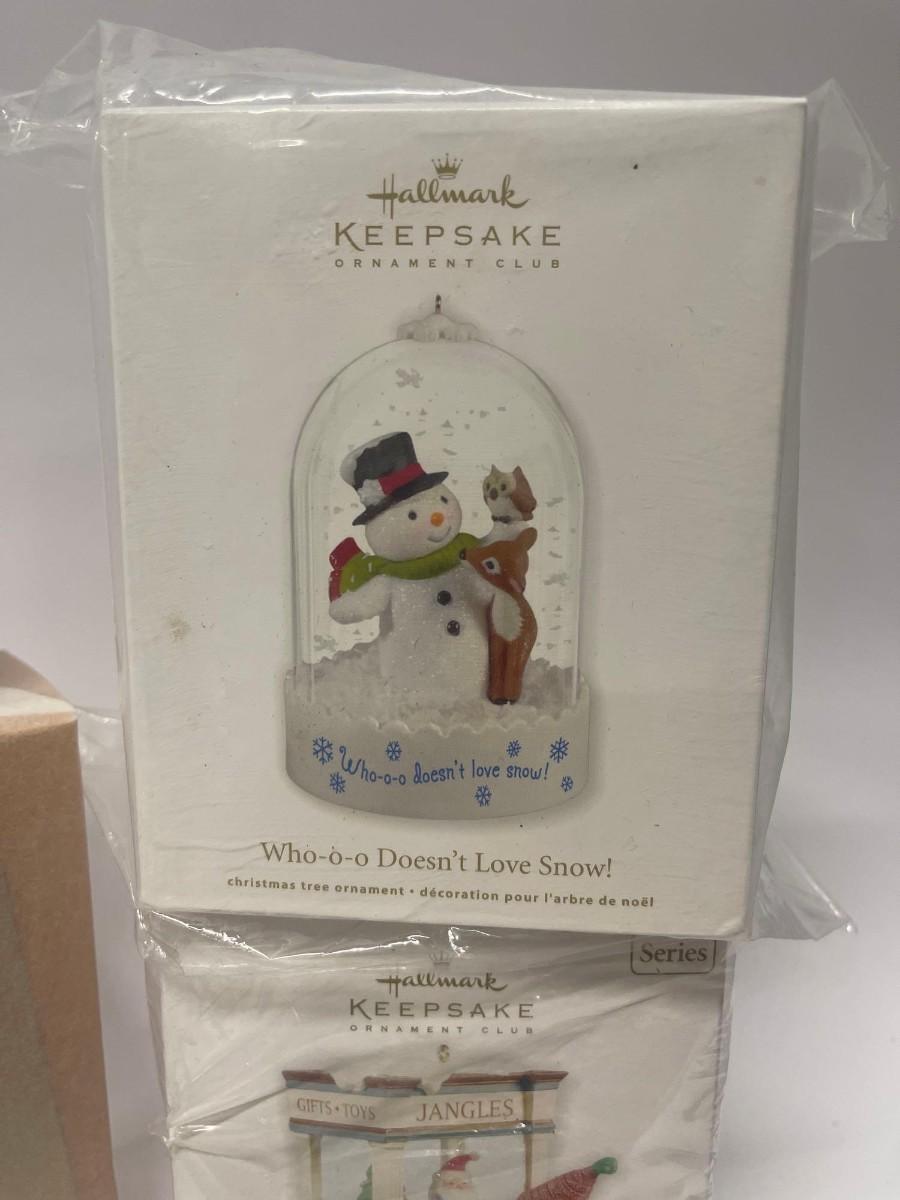 Hallmark
KEEPSAKE
ORNAMENT CLUB
Who-o-o doesn't love snow!
Who-o-o Doesn't Love Snow!
christmas tree ornament • décoration pour l'arbre de noël
Series
Hallmark
KEEPSAKE
ORNAMENT CLUB
GIFTS • TOYS JANGLES